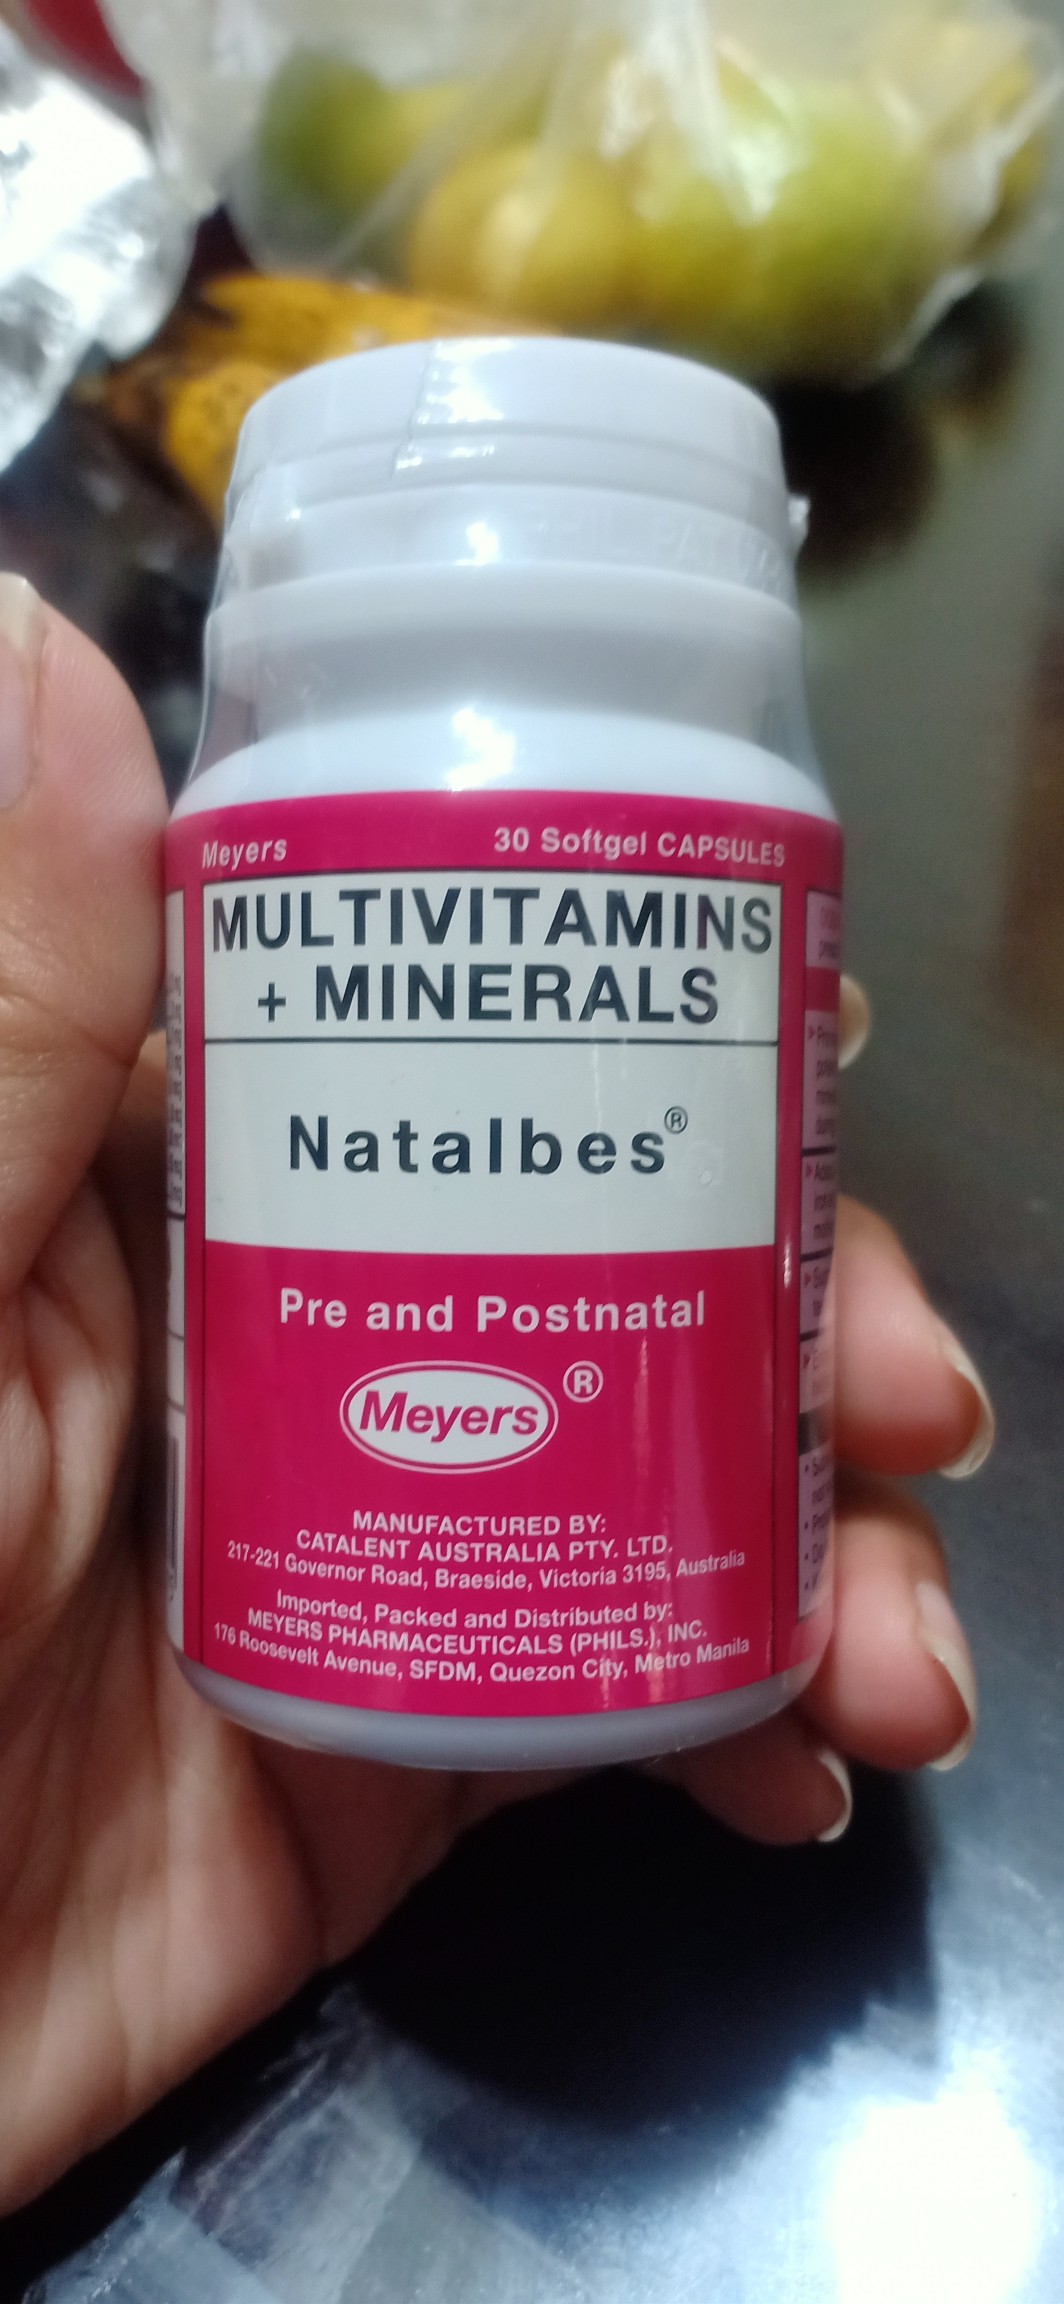 Meyers
30 Softgel CAPSULES
MULTIVITAMINS
+ MINERALS
Natalbes®
Pre and Postnatal
Meyers®
MANUFACTURED BY:
CATALENT AUSTRALIA PTY. LTD.
217-221 Governor Road, Braeside, Victoria 3195, Australia
Imported, Packed and Distributed by:
MEYERS PHARMACEUTICALS (PHILS.), INC.
176 Roosevelt Avenue, SFDM, Quezon City, Metro Manila